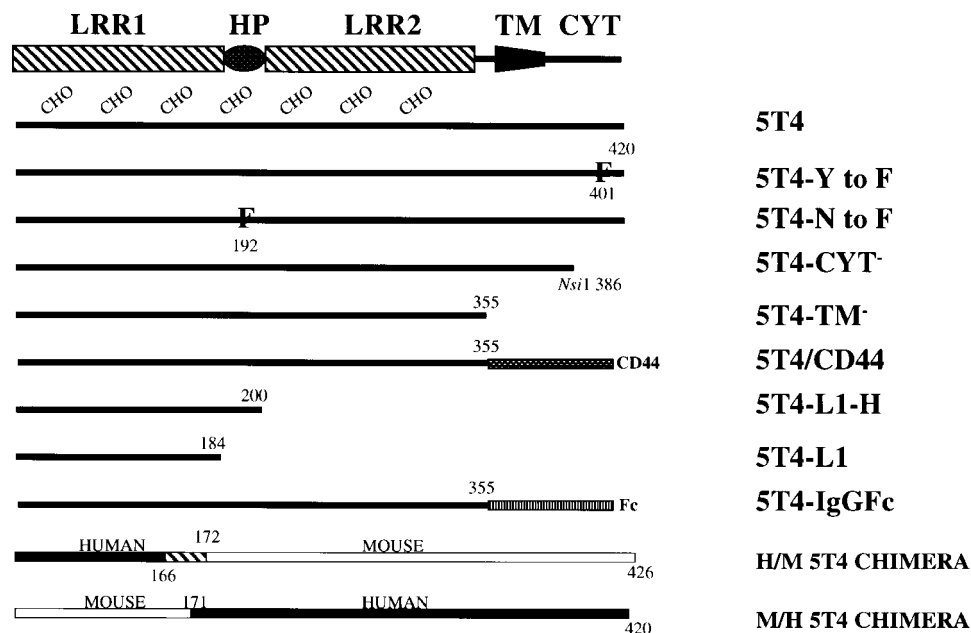 LRR1 HP LRR2 TM CYT
CHO CHO CHO CHO CHO CHO CHO
5T4
420
F
5T4-Y to F
401
F
5T4-N to F
192
5T4-CYT-
Nsi1 386
355
5T4-TM-
355
CD44
5T4/CD44
200
5T4-L1-H
184
5T4-L1
355
Fc
5T4-IgGFc
HUMAN 172 MOUSE
166 426
H/M 5T4 CHIMERA
MOUSE 171 HUMAN
420
M/H 5T4 CHIMERA